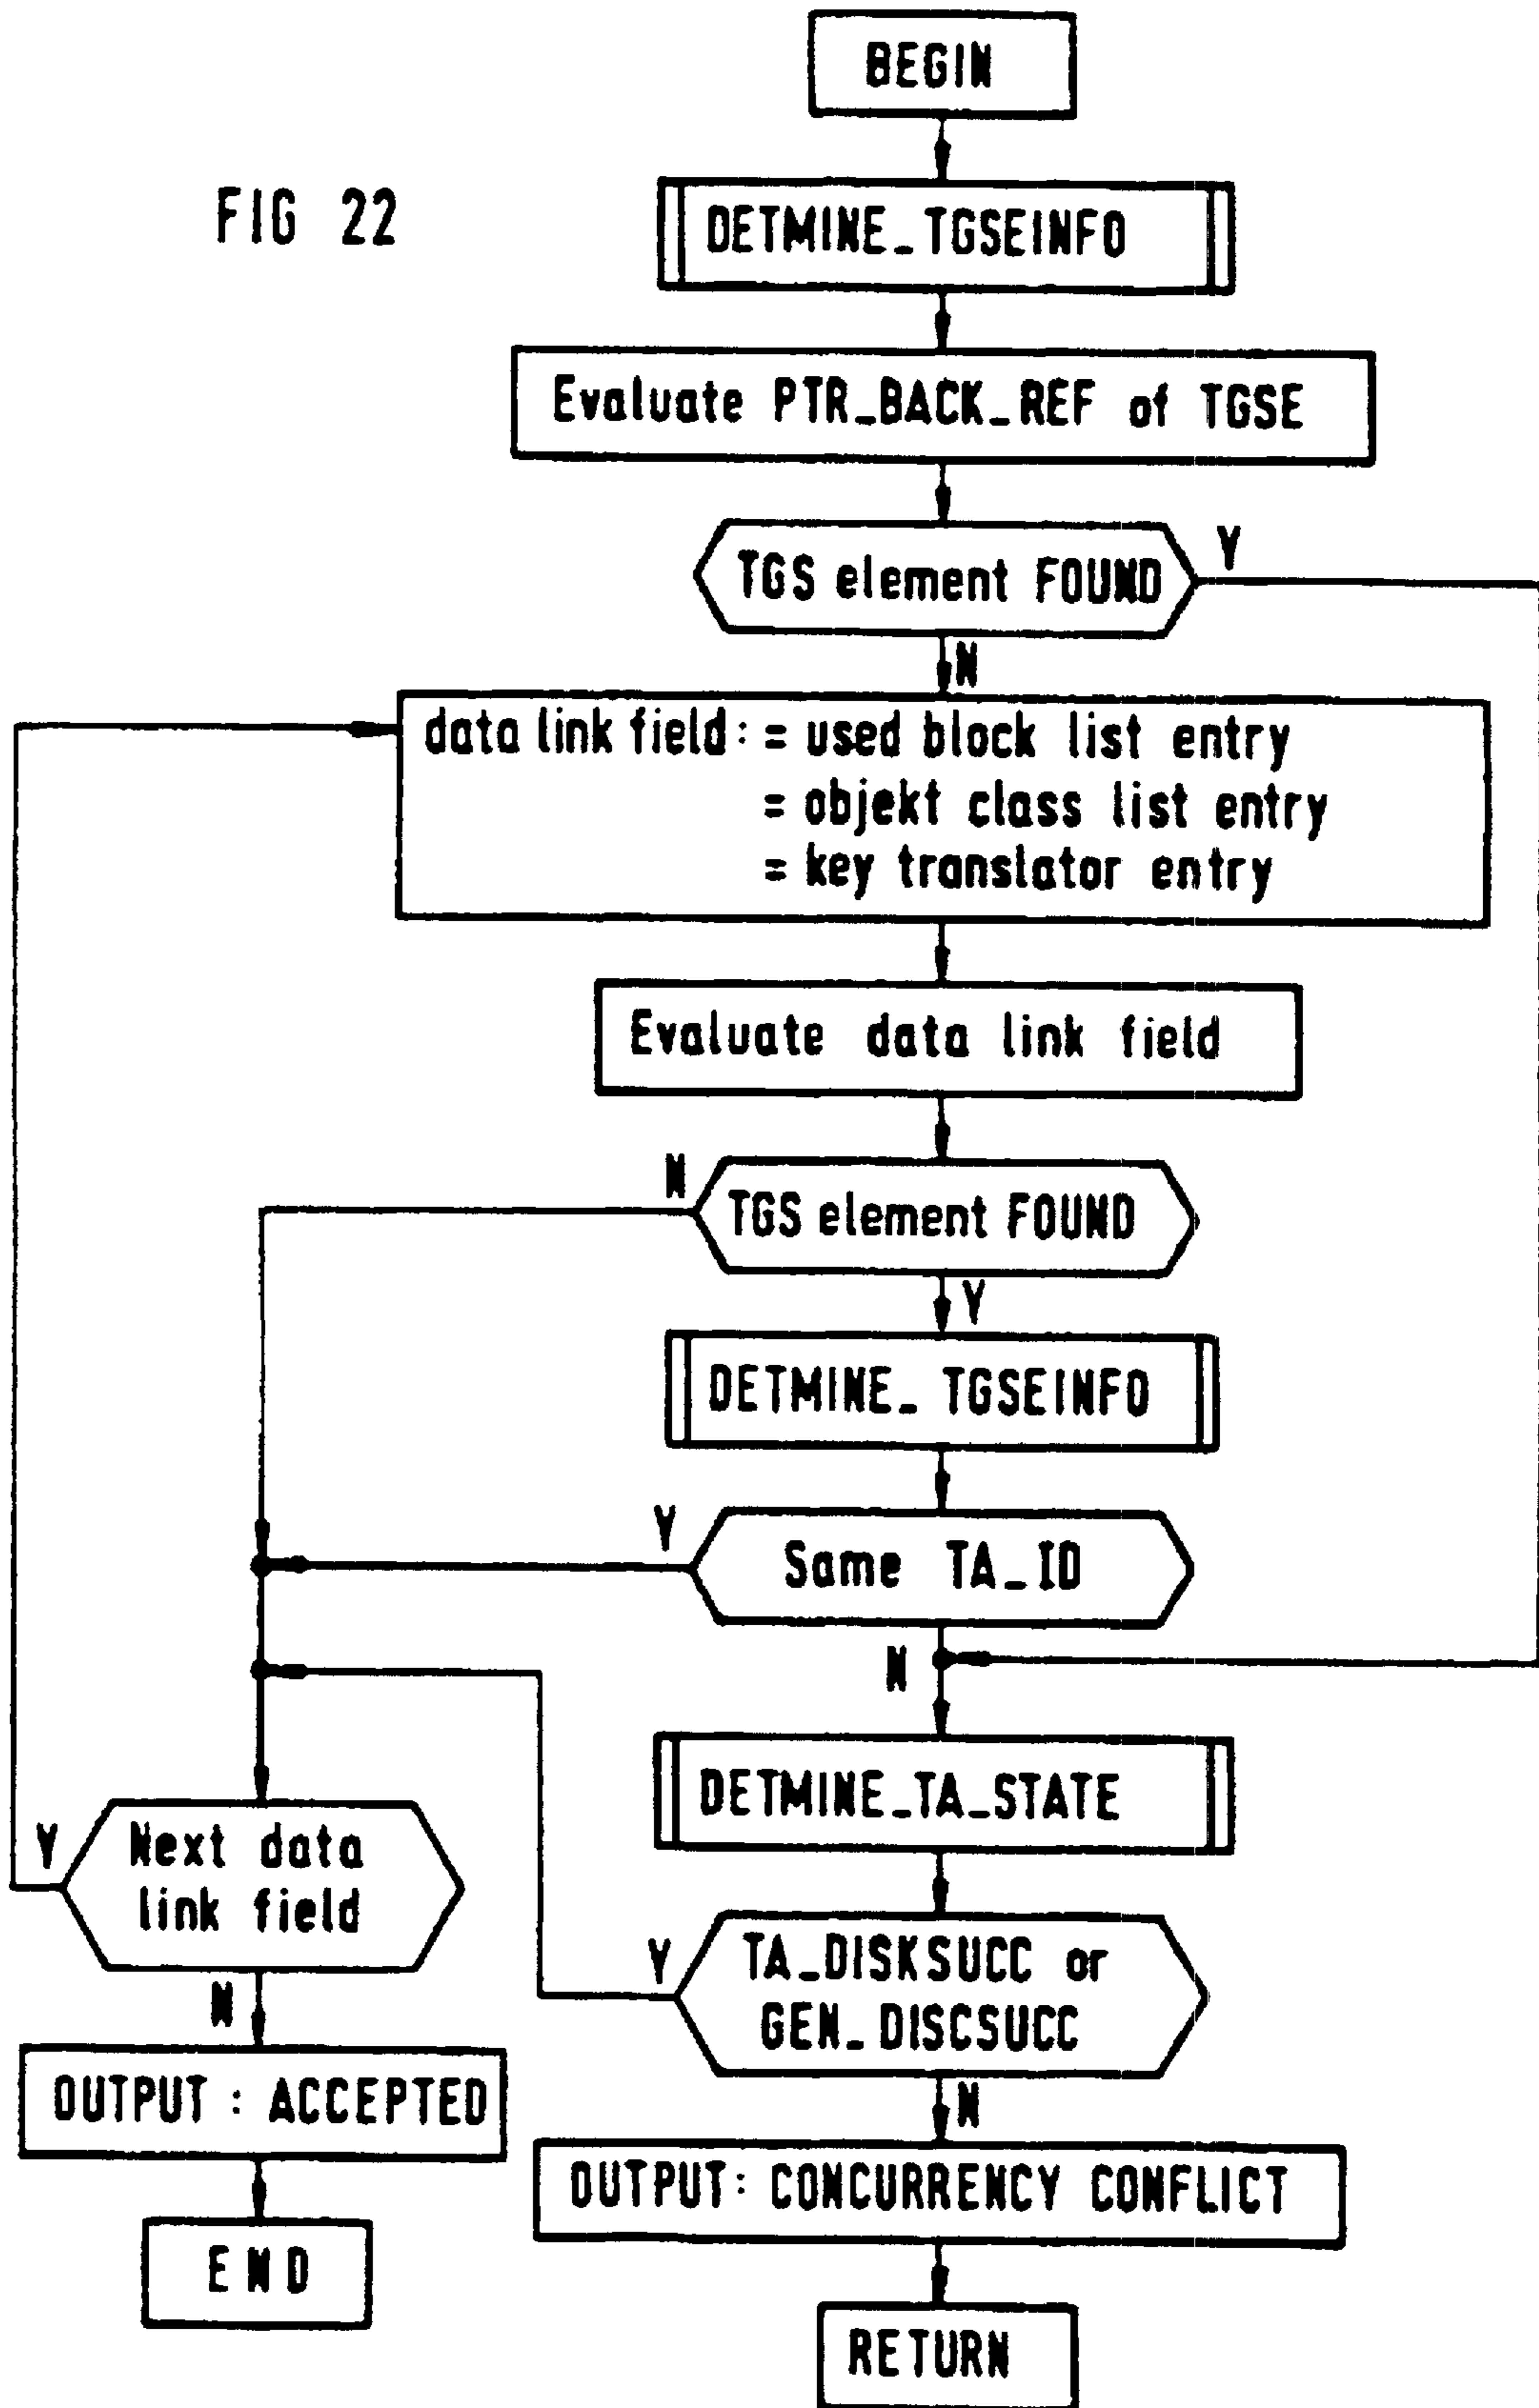 BEGIN
FIG 22
DETMINE_TGSEINFO
Evaluate PTR_BACK_REF of TGSE
TGS element FOUND
Y
N
data link field := used block list entry
= objekt class list entry
= key translator entry
Evaluate data link field
N
TGS element FOUND
Y
DETMINE_ TGSEINFO
Y
Same TA_ID
N
DETMINE_TA_STATE
Y
Next data
link field
N
Y
TA_DISKSUCC or
GEN_DISCSUCC
N
OUTPUT : ACCEPTED
OUTPUT: CONCURRENCY CONFLICT
END
RETURN